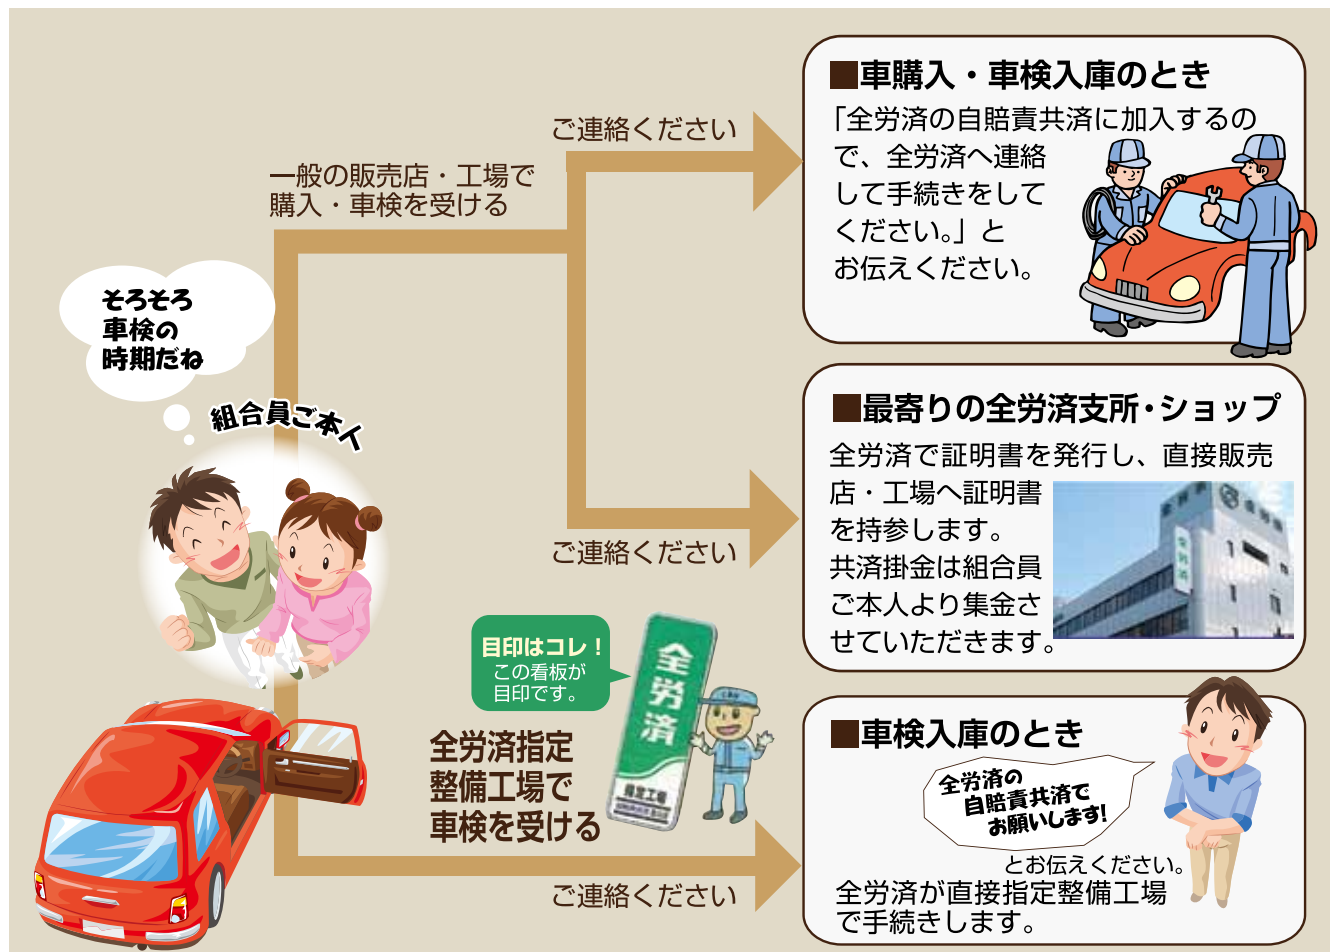 ■車購入・車検入庫のとき
「全労済の自賠責共済に加入するの
で、全労済へ連絡
して手続きをして
ください。」と
お伝えください。
ご連絡ください
一般の販売店・工場で
購入・車検を受ける
そろそろ
車検の
時期だね
組合員ご本人
■最寄りの全労済支所・ショップ
全労済で証明書を発行し、直接販売
店・工場へ証明書
を持参します。
共済掛金は組合員
ご本人より集金さ
せていただきます。
全労済
ご連絡ください
目印はコレ！
この看板が
目印です。
全労済
指定工場
全労済指定
整備工場で
車検を受ける
ご連絡ください
■車検入庫のとき
全労済の
自賠責共済で
お願いします!
とお伝えください。
全労済が直接指定整備工場
で手続きします。